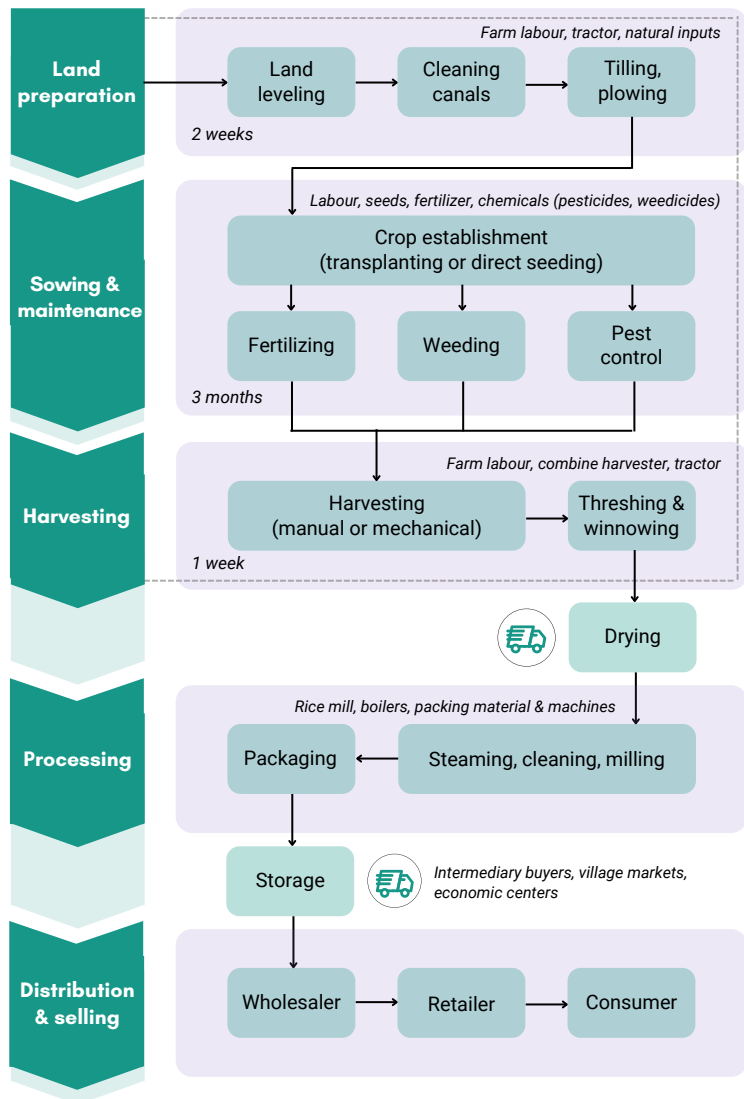 Land
preparation
Farm labour, tractor, natural inputs
Land
leveling
Cleaning
canals
Tilling,
plowing
2 weeks
Sowing &
maintenance
Labour, seeds, fertilizer, chemicals (pesticides, weedicides)
Crop establishment
(transplanting or direct seeding)
Fertilizing
Weeding
Pest
control
3 months
Harvesting
Farm labour, combine harvester, tractor
Harvesting
(manual or mechanical)
Threshing &
winnowing
1 week
Drying
Processing
Rice mill, boilers, packing material & machines
Packaging
Steaming, cleaning, milling
Storage
Intermediary buyers, village markets,
economic centers
Distribution
& selling
Wholesaler
Retailer
Consumer